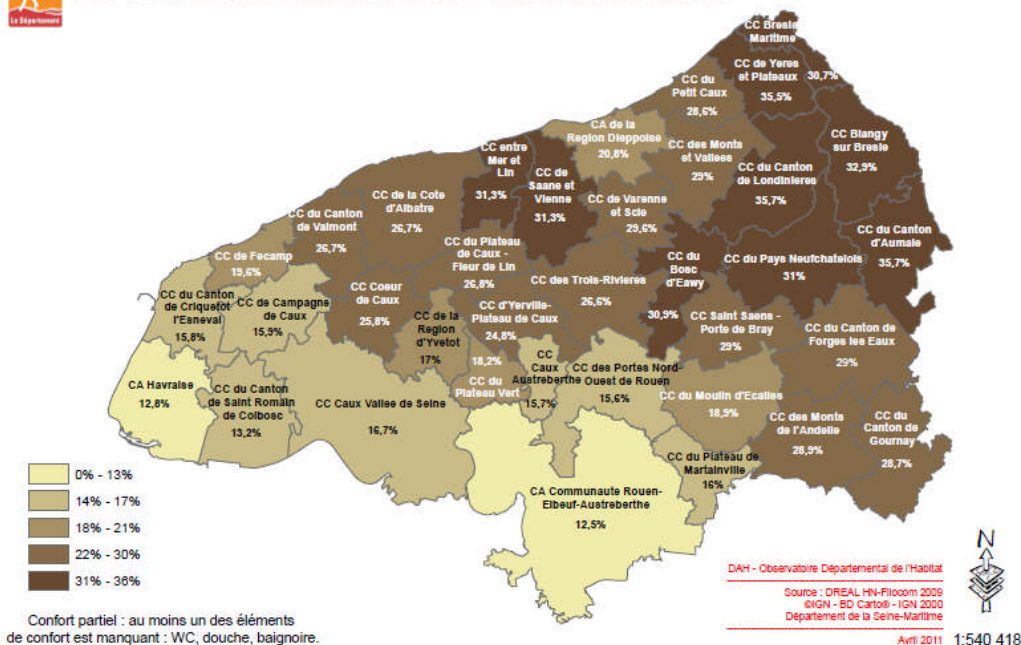 Le Département
CC Bresle
Maritime
30,7%
CC de Yeres
et Plateaux
35,5%
CC du
Petit Caux
28,6%
CC Blangy
sur Bresle
32,9%
CA de la
Region Dieppoise
20,8%
CC des Monts
et Vallees
29%
CC entre
Mer et
Lin
31,3%
CC de
Saane et
Vienne
31,3%
CC du Canton
de Londinieres
35,7%
CC de la Cote
d'Albatre
26,7%
CC de Varenne
et Scie
29,6%
CC du Canton
de Valmont
26,7%
CC du Canton
d'Aumale
35,7%
CC de Fecamp
19,6%
CC du Plateau
de Caux -
Fleur de Lin
26,8%
CC du Pays Neufchatelois
31%
CC du
Bosc
d'Eawy
30,9%
CC des Trois-Rivieres
26,6%
CC Coeur
de Caux
25,8%
CC du Canton
de Criquetot
l'Esneval
15,8%
CC de Campagne
de Caux
15,9%
CC d'Yerville-
Plateau de Caux
24,8%
CC de la
Region
d'Yvetot
17%
CC Saint Saens -
Porte de Bray
29%
CC du Canton de
Forges les Eaux
29%
18,2%
CC du
Plateau Vert
CC
Caux
Austreberthe
15,7%
CC des Portes Nord-
Ouest de Rouen
15,6%
CA Havraise
12,8%
CC du Canton
de Saint Romain
de Colbosc
13,2%
CC Caux Vallee de Seine
16,7%
CC du Moulin d'Ecalles
18,9%
CC des Monts
de l'Andelle
28,9%
CC du
Canton de
Gournay
28,7%
CC du Plateau de
Martainville
16%
CA Communaute Rouen-
Elbeuf-Austreberthe
12,5%
0% - 13%
14% - 17%
18% - 21%
22% - 30%
31% - 36%
Confort partiel : au moins un des éléments
de confort est manquant : WC, douche, baignoire.
N
DAH - Observatoire Départemental de l'Habitat
Source : DREAL HN-Filocom 2009
©IGN - BD Carto® - IGN 2000
Département de la Seine-Maritime
Avril 2011
1:540 418